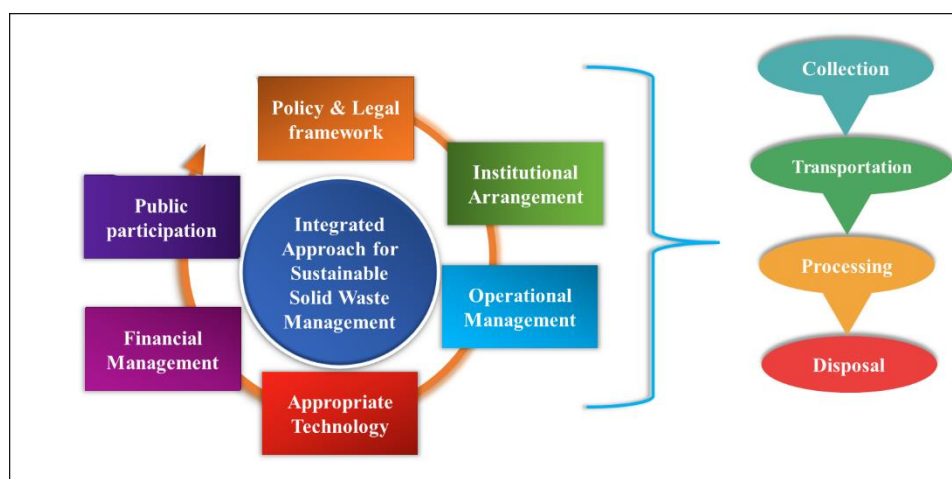 Policy & Legal
framework
Institutional
Arrangement
Operational
Management
Appropriate
Technology
Financial
Management
Public
participation
Integrated
Approach for
Sustainable
Solid Waste
Management
Collection
Transportation
Processing
Disposal